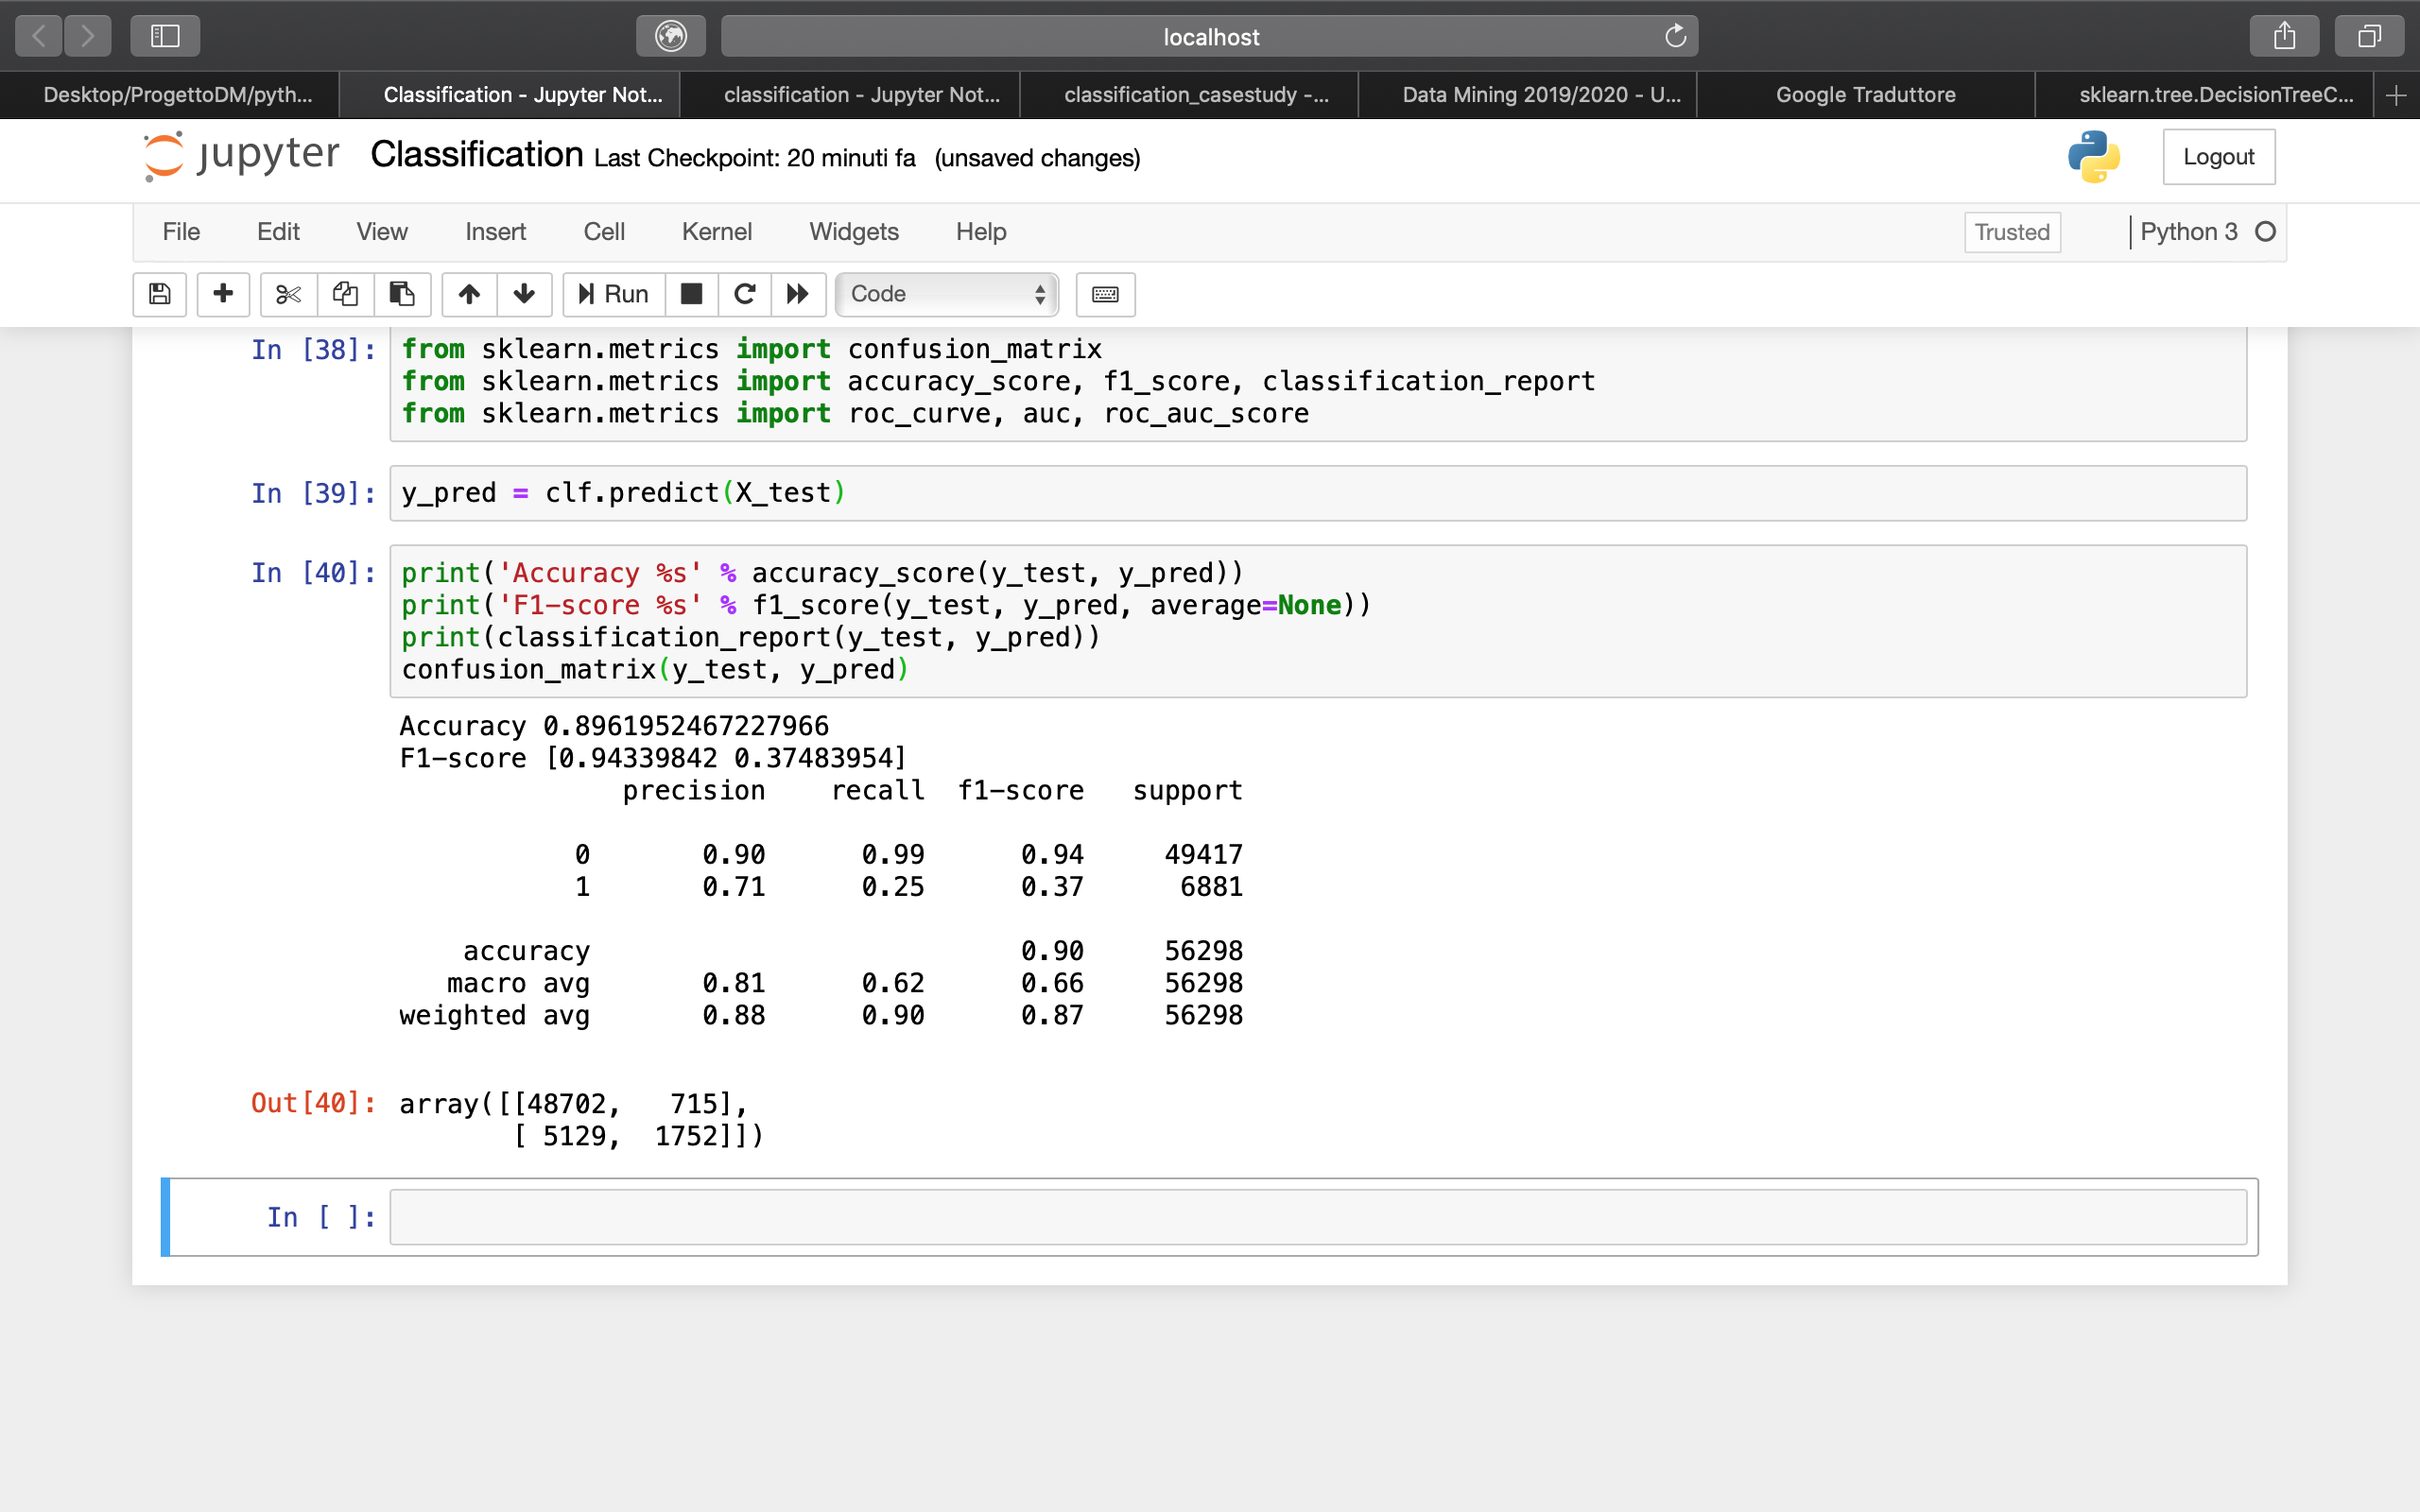 localhost
Desktop/ProgettoDM/pyth...
Classification - Jupyter Not...
classification - Jupyter Not...
classification_casestudy -...
Data Mining 2019/2020 - U...
Google Traduttore
sklearn.tree.DecisionTreeC...
jupyter Classification Last Checkpoint: 20 minuti fa (unsaved changes)
Logout
File Edit View Insert Cell Kernel Widgets Help
Trusted
Python 3
Run
Code
In [38]: from sklearn.metrics import confusion_matrix
from sklearn.metrics import accuracy_score, f1_score, classification_report
from sklearn.metrics import roc_curve, auc, roc_auc_score
In [39]: y_pred = clf.predict(X_test)
In [40]: print('Accuracy %s' % accuracy_score(y_test, y_pred))
print('F1-score %s' % f1_score(y_test, y_pred, average=None))
print(classification_report(y_test, y_pred))
confusion_matrix(y_test, y_pred)
Accuracy 0.8961952467227966
F1-score [0.94339842 0.37483954]
precision recall f1-score support
0 0.90 0.99 0.94 49417
1 0.71 0.25 0.37 6881
accuracy 0.90 56298
macro avg 0.81 0.62 0.66 56298
weighted avg 0.88 0.90 0.87 56298
Out[40]: array([[48702, 715],
[ 5129, 1752]])
In [ ]: